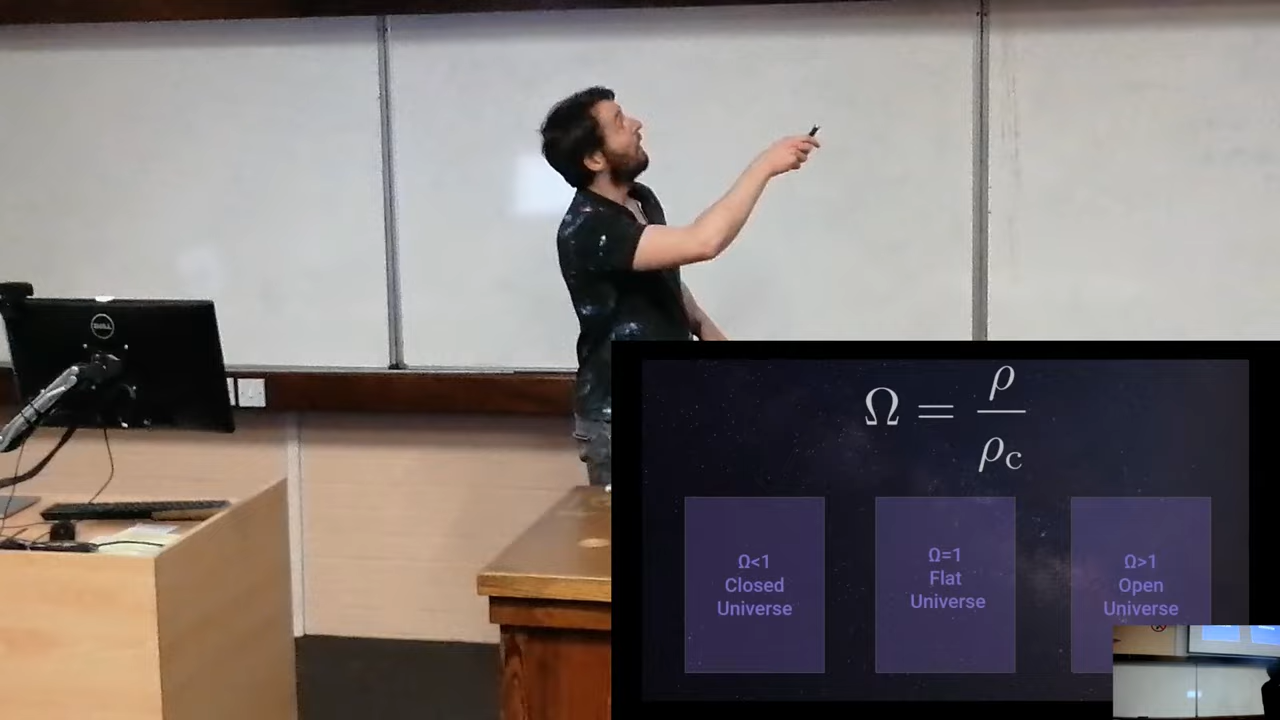 DELL
Ω = ρ / ρc
Ω<1
Closed
Universe
Ω=1
Flat
Universe
Ω>1
Open
Universe